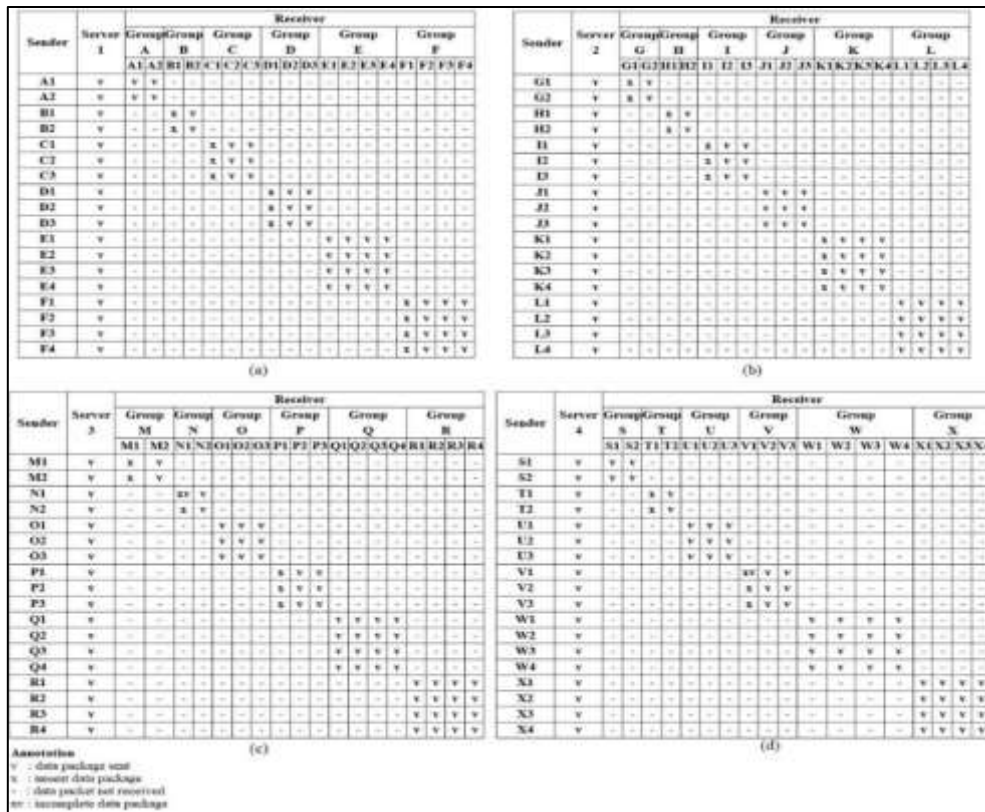 Sender Server 1 Receiver
Group A Group B Group C Group D Group E Group F
A1 A2 B1 B2 C1 C2 C3 D1 D2 D3 E1 E2 E3 E4 F1 F2 F3 F4
A1 v v v - - - - - - - - - - - - - - - -
A2 v v v - - - - - - - - - - - - - - - -
B1 v - - x v - - - - - - - - - - - - - -
B2 v - - x v - - - - - - - - - - - - - -
C1 v - - - - x v v - - - - - - - - - - -
C2 v - - - - x v v - - - - - - - - - - -
C3 v - - - - x v v - - - - - - - - - - -
D1 v - - - - - - - x v v - - - - - - - -
D2 v - - - - - - - x v v - - - - - - - -
D3 v - - - - - - - x v v - - - - - - - -
E1 v - - - - - - - - - - v v v v - - - -
E2 v - - - - - - - - - - v v v v - - - -
E3 v - - - - - - - - - - v v v v - - - -
E4 v - - - - - - - - - - v v v v - - - -
F1 v - - - - - - - - - - - - - - x v v v
F2 v - - - - - - - - - - - - - - x v v v
F3 v - - - - - - - - - - - - - - x v v v
F4 v - - - - - - - - - - - - - - x v v v
(a)
Sender Server 2 Receiver
Group G Group H Group I Group J Group K Group L
G1 G2 H1 H2 I1 I2 I3 J1 J2 J3 K1 K2 K3 K4 L1 L2 L3 L4
G1 v x v - - - - - - - - - - - - - - - -
G2 v x v - - - - - - - - - - - - - - - -
H1 v - - x v - - - - - - - - - - - - - -
H2 v - - x v - - - - - - - - - - - - - -
I1 v - - - - x v v - - - - - - - - - - -
I2 v - - - - x v v - - - - - - - - - - -
I3 v - - - - x v v - - - - - - - - - - -
J1 v - - - - - - - v v v - - - - - - - -
J2 v - - - - - - - v v v - - - - - - - -
J3 v - - - - - - - v v v - - - - - - - -
K1 v - - - - - - - - - - x v v v - - - -
K2 v - - - - - - - - - - x v v v - - - -
K3 v - - - - - - - - - - x v v v - - - -
K4 v - - - - - - - - - - x v v v - - - -
L1 v - - - - - - - - - - - - - - v v v v
L2 v - - - - - - - - - - - - - - v v v v
L3 v - - - - - - - - - - - - - - v v v v
L4 v - - - - - - - - - - - - - - v v v v
(b)
Sender Server 3 Receiver
Group M Group N Group O Group P Group Q Group R
M1 M2 N1 N2 O1 O2 O3 P1 P2 P3 Q1 Q2 Q3 Q4 R1 R2 R3 R4
M1 v x v - - - - - - - - - - - - - - - -
M2 v x v - - - - - - - - - - - - - - - -
N1 v - - xv v - - - - - - - - - - - - - -
N2 v - - x v - - - - - - - - - - - - - -
O1 v - - - - v v v - - - - - - - - - - -
O2 v - - - - v v v - - - - - - - - - - -
O3 v - - - - v v v - - - - - - - - - - -
P1 v - - - - - - - x v v - - - - - - - -
P2 v - - - - - - - x v v - - - - - - - -
P3 v - - - - - - - x v v - - - - - - - -
Q1 v - - - - - - - - - - v v v v - - - -
Q2 v - - - - - - - - - - v v v v - - - -
Q3 v - - - - - - - - - - v v v v - - - -
Q4 v - - - - - - - - - - v v v v - - - -
R1 v - - - - - - - - - - - - - - v v v v
R2 v - - - - - - - - - - - - - - v v v v
R3 v - - - - - - - - - - - - - - v v v v
R4 v - - - - - - - - - - - - - - v v v v
(c)
Sender Server 4 Receiver
Group S Group T Group U Group V Group W Group X
S1 S2 T1 T2 U1 U2 U3 V1 V2 V3 W1 W2 W3 W4 X1 X2 X3 X4
S1 v v v - - - - - - - - - - - - - - - -
S2 v v v - - - - - - - - - - - - - - - -
T1 v - - x v - - - - - - - - - - - - - -
T2 v - - x v - - - - - - - - - - - - - -
U1 v - - - - v v v - - - - - - - - - - -
U2 v - - - - v v v - - - - - - - - - - -
U3 v - - - - v v v - - - - - - - - - - -
V1 v - - - - - - - xv v v - - - - - - - -
V2 v - - - - - - - x v v - - - - - - - -
V3 v - - - - - - - x v v - - - - - - - -
W1 v - - - - - - - - - - v v v v - - - -
W2 v - - - - - - - - - - v v v v - - - -
W3 v - - - - - - - - - - v v v v - - - -
W4 v - - - - - - - - - - v v v v - - - -
X1 v - - - - - - - - - - - - - - v v v v
X2 v - - - - - - - - - - - - - - v v v v
X3 v - - - - - - - - - - - - - - v v v v
X4 v - - - - - - - - - - - - - - v v v v
(d)
Annotation
v : data package sent
x : unsent data package
- : data packet not received
xv : incomplete data package